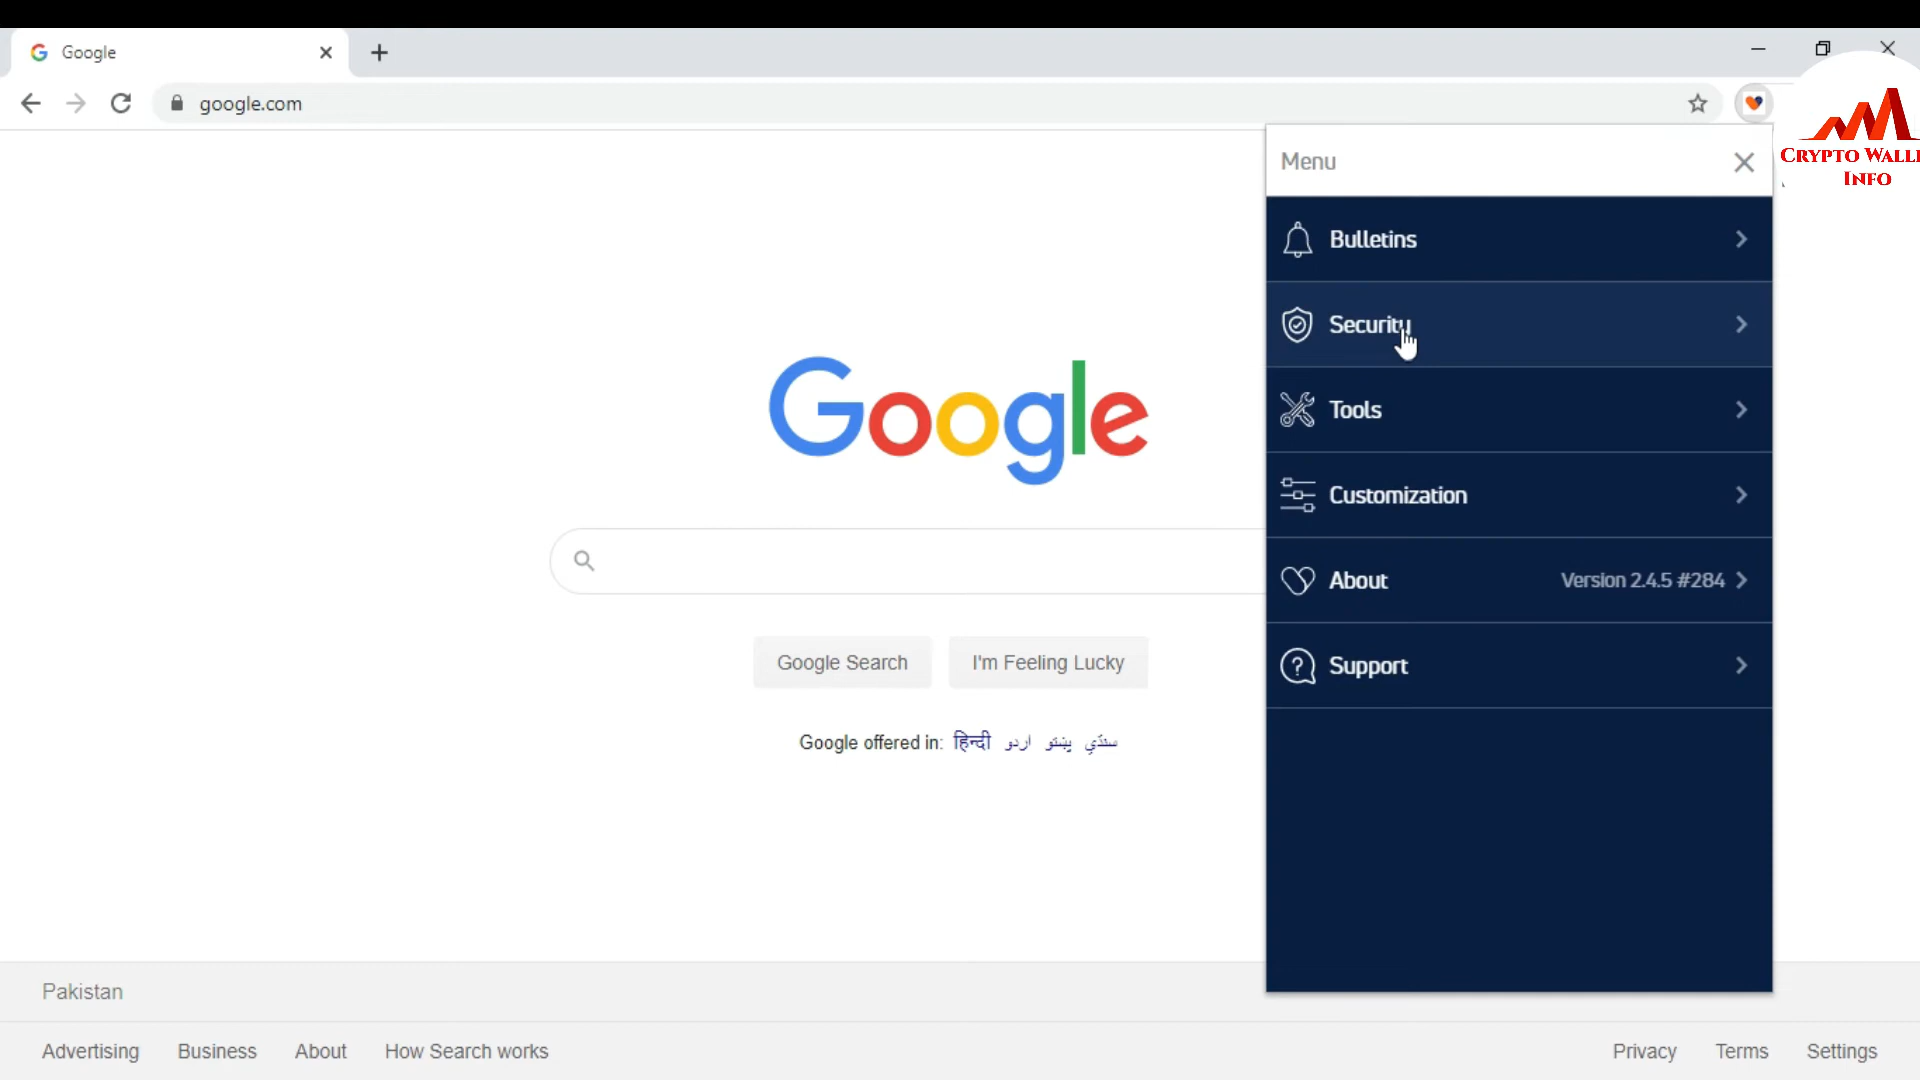 Google
google.com
CRYPTO WALL
INFO
Menu
Bulletins
Security
Tools
Customization
About Version 2.4.5 #284
Support
Google
Google Search I'm Feeling Lucky
Google offered in: हिन्दी اردو پښتو سنڌي
Pakistan
Advertising Business About How Search works Privacy Terms Settings